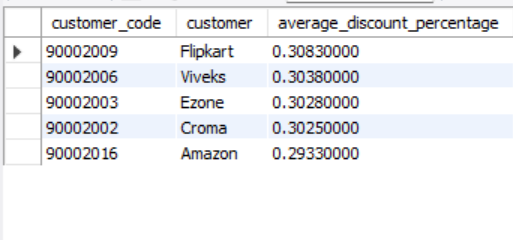 customer_code customer average_discount_percentage
90002009 Flipkart 0.30830000
90002006 Viveks 0.30380000
90002003 Ezone 0.30280000
90002002 Croma 0.30250000
90002016 Amazon 0.29330000